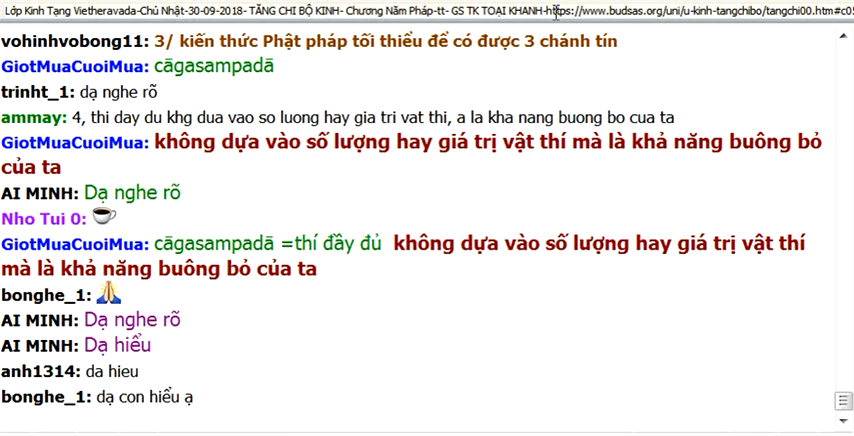 Lớp Kinh Tạng Vietheravada-Chủ Nhật-30-09-2018- TĂNG CHI BỘ KINH- Chương Năm Pháp-tt- GS TK TOẠI KHANH-https://www.budsas.org/uni/u-kinh-tangchibo/tangchi00.htm#c05
vohinhvobong11: 3/ kiến thức Phật pháp tối thiểu để có được 3 chánh tín
GiotMuaCuoiMua: cāgasampadā
trinht_1: dạ nghe rõ
ammay: 4, thi day du khg dua vao so luong hay gia tri vat thi, a la kha nang buong bo cua ta
GiotMuaCuoiMua: không dựa vào số lượng hay giá trị vật thí mà là khả năng buông bỏ
của ta
AI MINH: Dạ nghe rõ
Nho Tui 0:
GiotMuaCuoiMua: cāgasampadā =thí đầy đủ không dựa vào số lượng hay giá trị vật thí
mà là khả năng buông bỏ của ta
bonghe_1:
AI MINH: Dạ nghe rõ
AI MINH: Dạ hiểu
anh1314: da hieu
bonghe_1: dạ con hiểu ạ